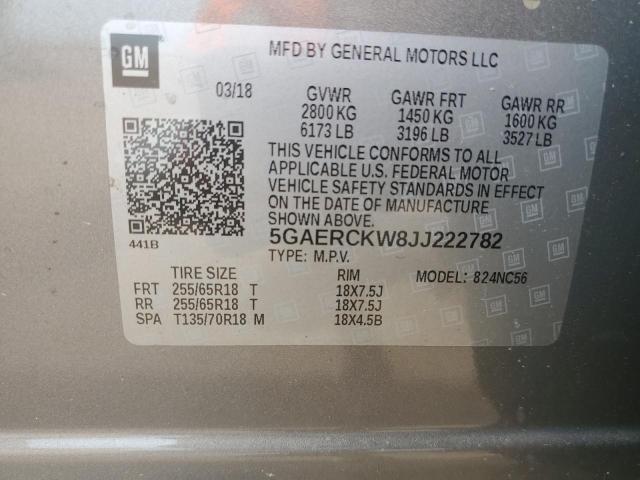 GM
MFD BY GENERAL MOTORS LLC
03/18 GVWR GAWR FRT GAWR RR
2800 KG 1450 KG 1600 KG
6173 LB 3196 LB 3527 LB
THIS VEHICLE CONFORMS TO ALL
APPLICABLE U.S. FEDERAL MOTOR
VEHICLE SAFETY STANDARDS IN EFFECT
ON THE DATE OF MANUFACTURE
SHOWN ABOVE.
441B
5GAERCKW8JJ222782
TYPE: M.P.V.
TIRE SIZE RIM MODEL: 824NC56
FRT 255/65R18 T 18X7.5J
RR 255/65R18 T 18X7.5J
SPA T135/70R18 M 18X4.5B